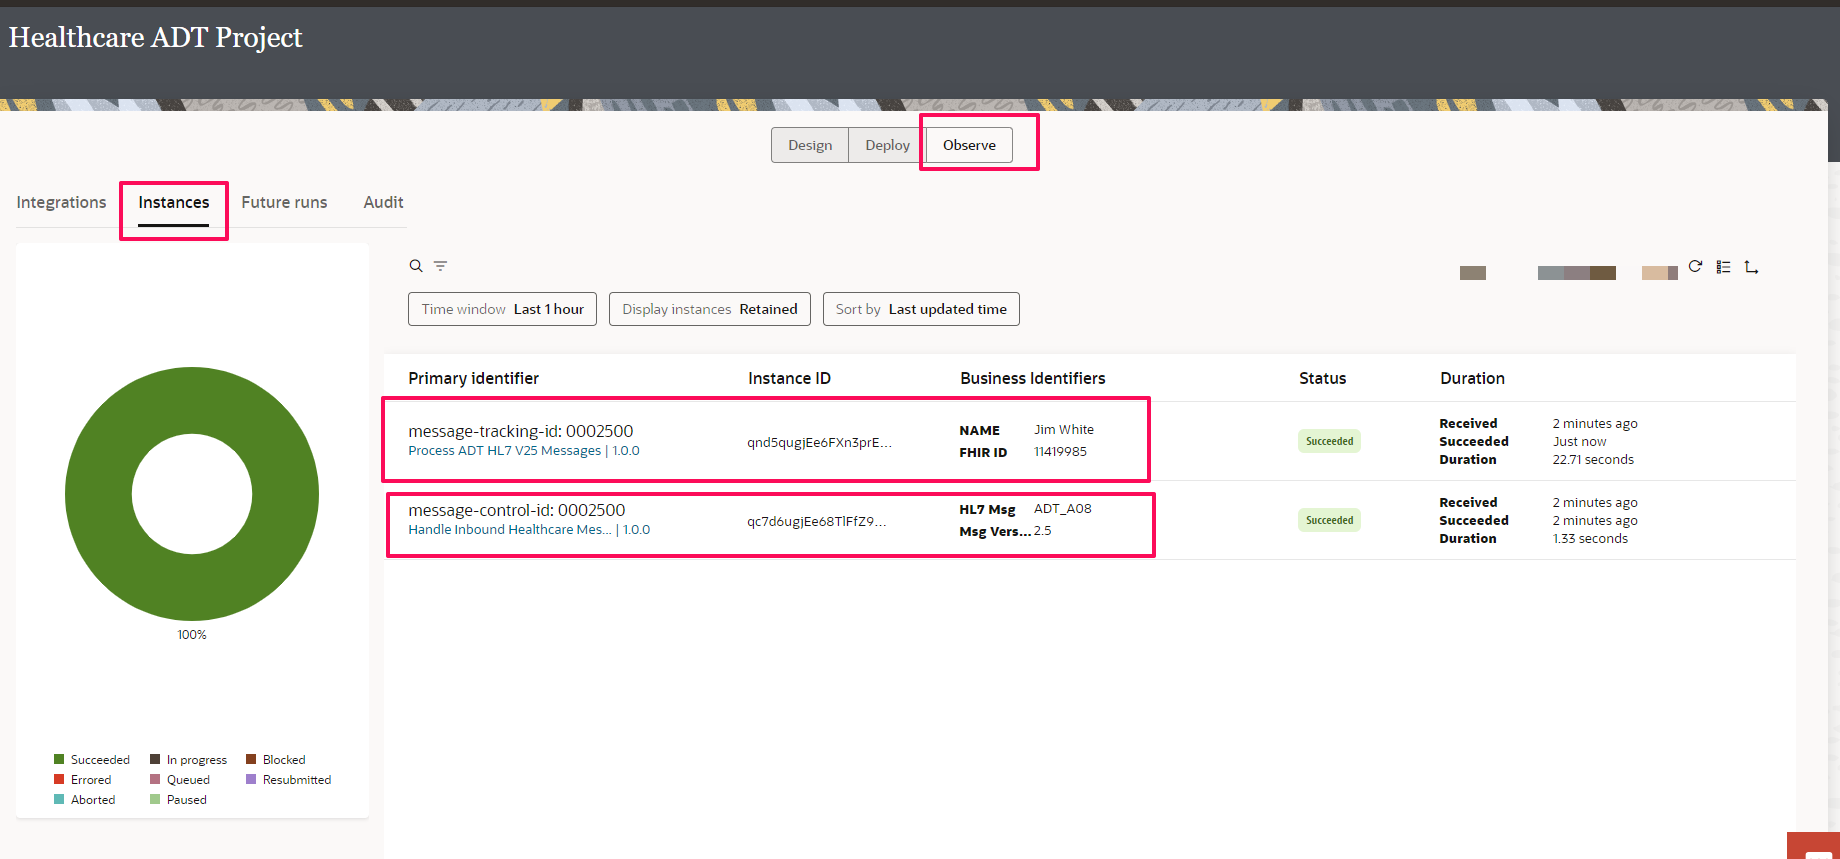 Healthcare ADT Project
Design Deploy Observe
Integrations Instances Future runs Audit
Time window Last 1 hour Display instances Retained Sort by Last updated time
Primary identifier Instance ID Business Identifiers Status Duration
message-tracking-id: 0002500
Process ADT HL7 V25 Messages | 1.0.0
qnd5qugjEe6FXn3prE...
NAME Jim White
FHIR ID 11419985
Succeeded
Received 2 minutes ago
Succeeded Just now
Duration 22.71 seconds
message-control-id: 0002500
Handle Inbound Healthcare Mes... | 1.0.0
qc7d6ugjEe68TlFfZ9...
HL7 Msg ADT_A08
Msg Vers... 2.5
Succeeded
Received 2 minutes ago
Succeeded 2 minutes ago
Duration 1.33 seconds
100%
Succeeded In progress Blocked
Errored Queued Resubmitted
Aborted Paused